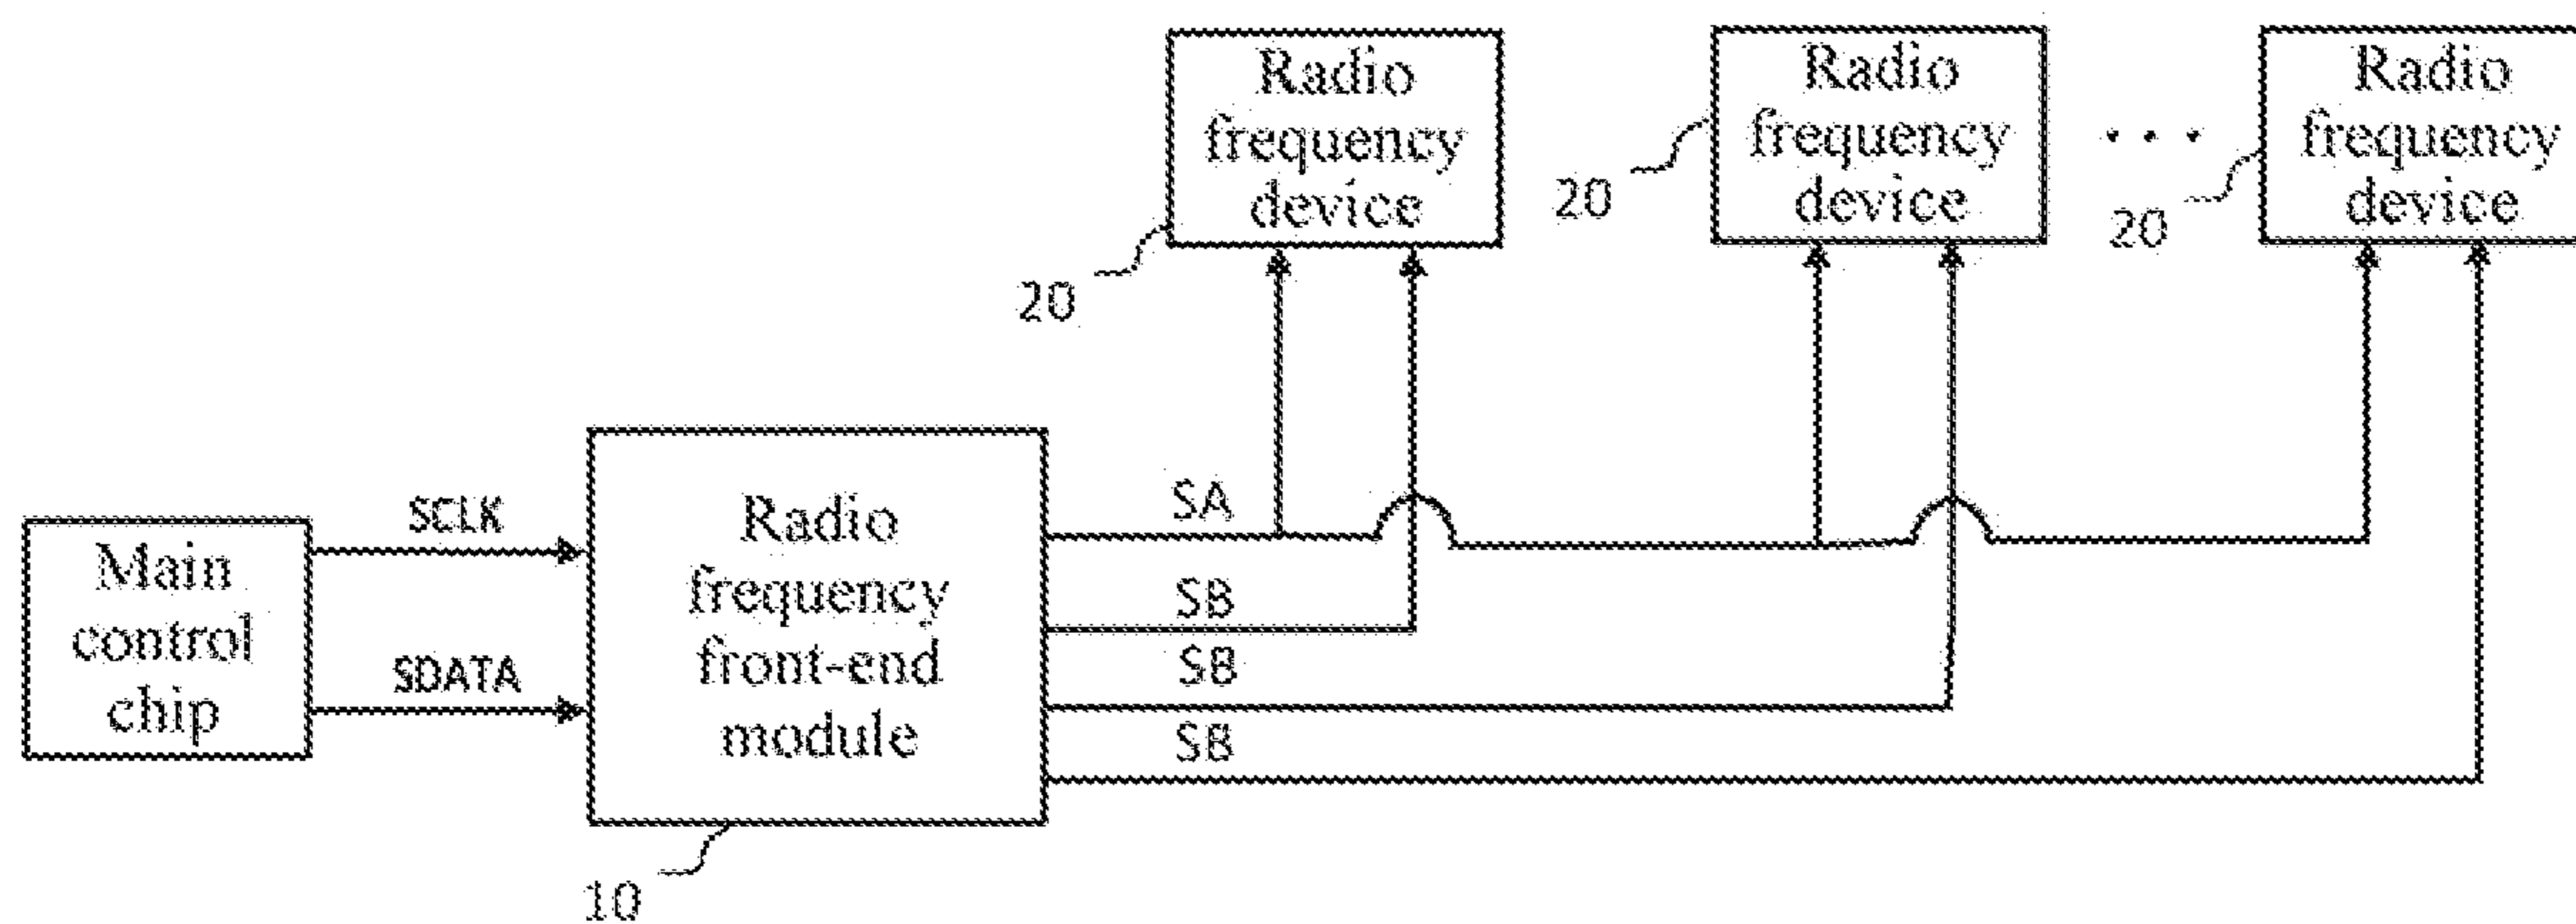 Radio
frequency
device
20
Radio
frequency
device
20
. . .
Radio
frequency
device
20
Main
control
chip
SCLK
SDATA
Radio
frequency
front-end
module
10
SA
SB
SB
SB